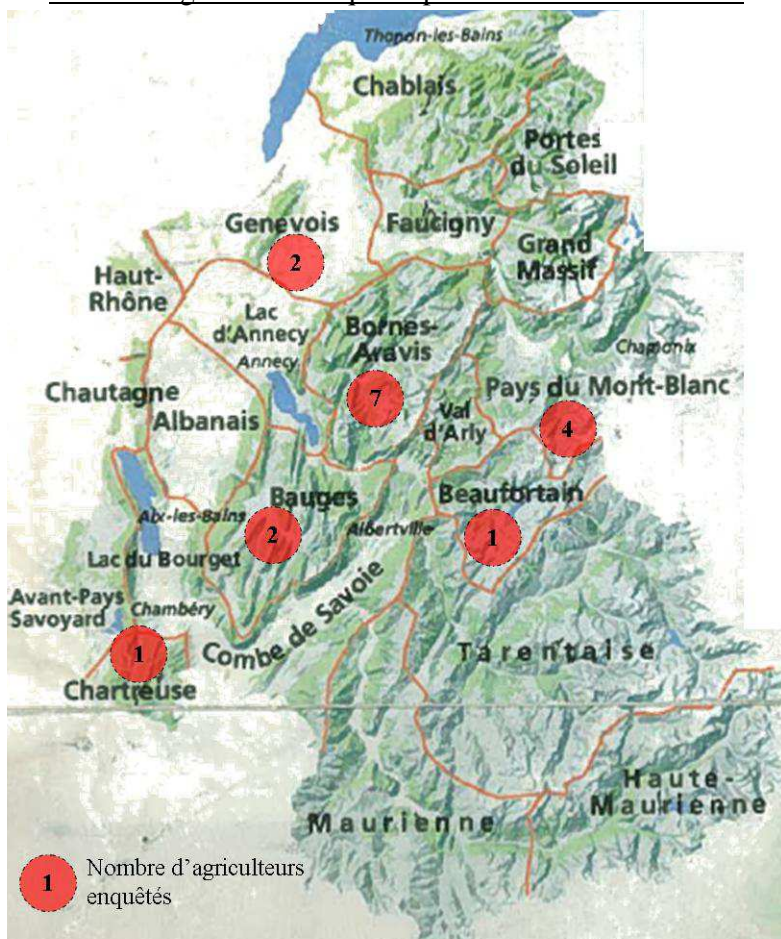 Thonon-les-Bains
Chablais
Portes
du Soleil
Genevois
Faucigny
2
Grand
Massif
Haut-
Rhône
Lac
d'Annecy
Bornes-
Aravis
Annecy
Chamonix
Chautagne
Albanais
7
Val
d'Arly
Pays du Mont-Blanc
4
Bauges
Beaufortain
Aix-les-Bains
2
Albertville
1
Lac du Bourget
Avant-Pays
Savoyard
Chambéry
Combe de Savoie
1
Tarentaise
Chartreuse
Haute-
Maurienne
Maurienne
1
Nombre d'agriculteurs
enquêtés